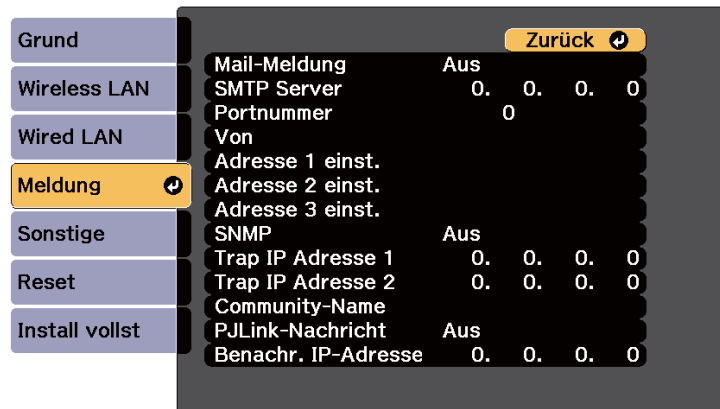 Grund
Wireless LAN
Wired LAN
Meldung
Sonstige
Reset
Install vollst
Zurück
Mail-Meldung Aus
SMTP Server 0. 0. 0. 0
Portnummer 0
Von
Adresse 1 einst.
Adresse 2 einst.
Adresse 3 einst.
SNMP Aus
Trap IP Adresse 1 0. 0. 0. 0
Trap IP Adresse 2 0. 0. 0. 0
Community-Name
PJLink-Nachricht Aus
Benachr. IP-Adresse 0. 0. 0. 0